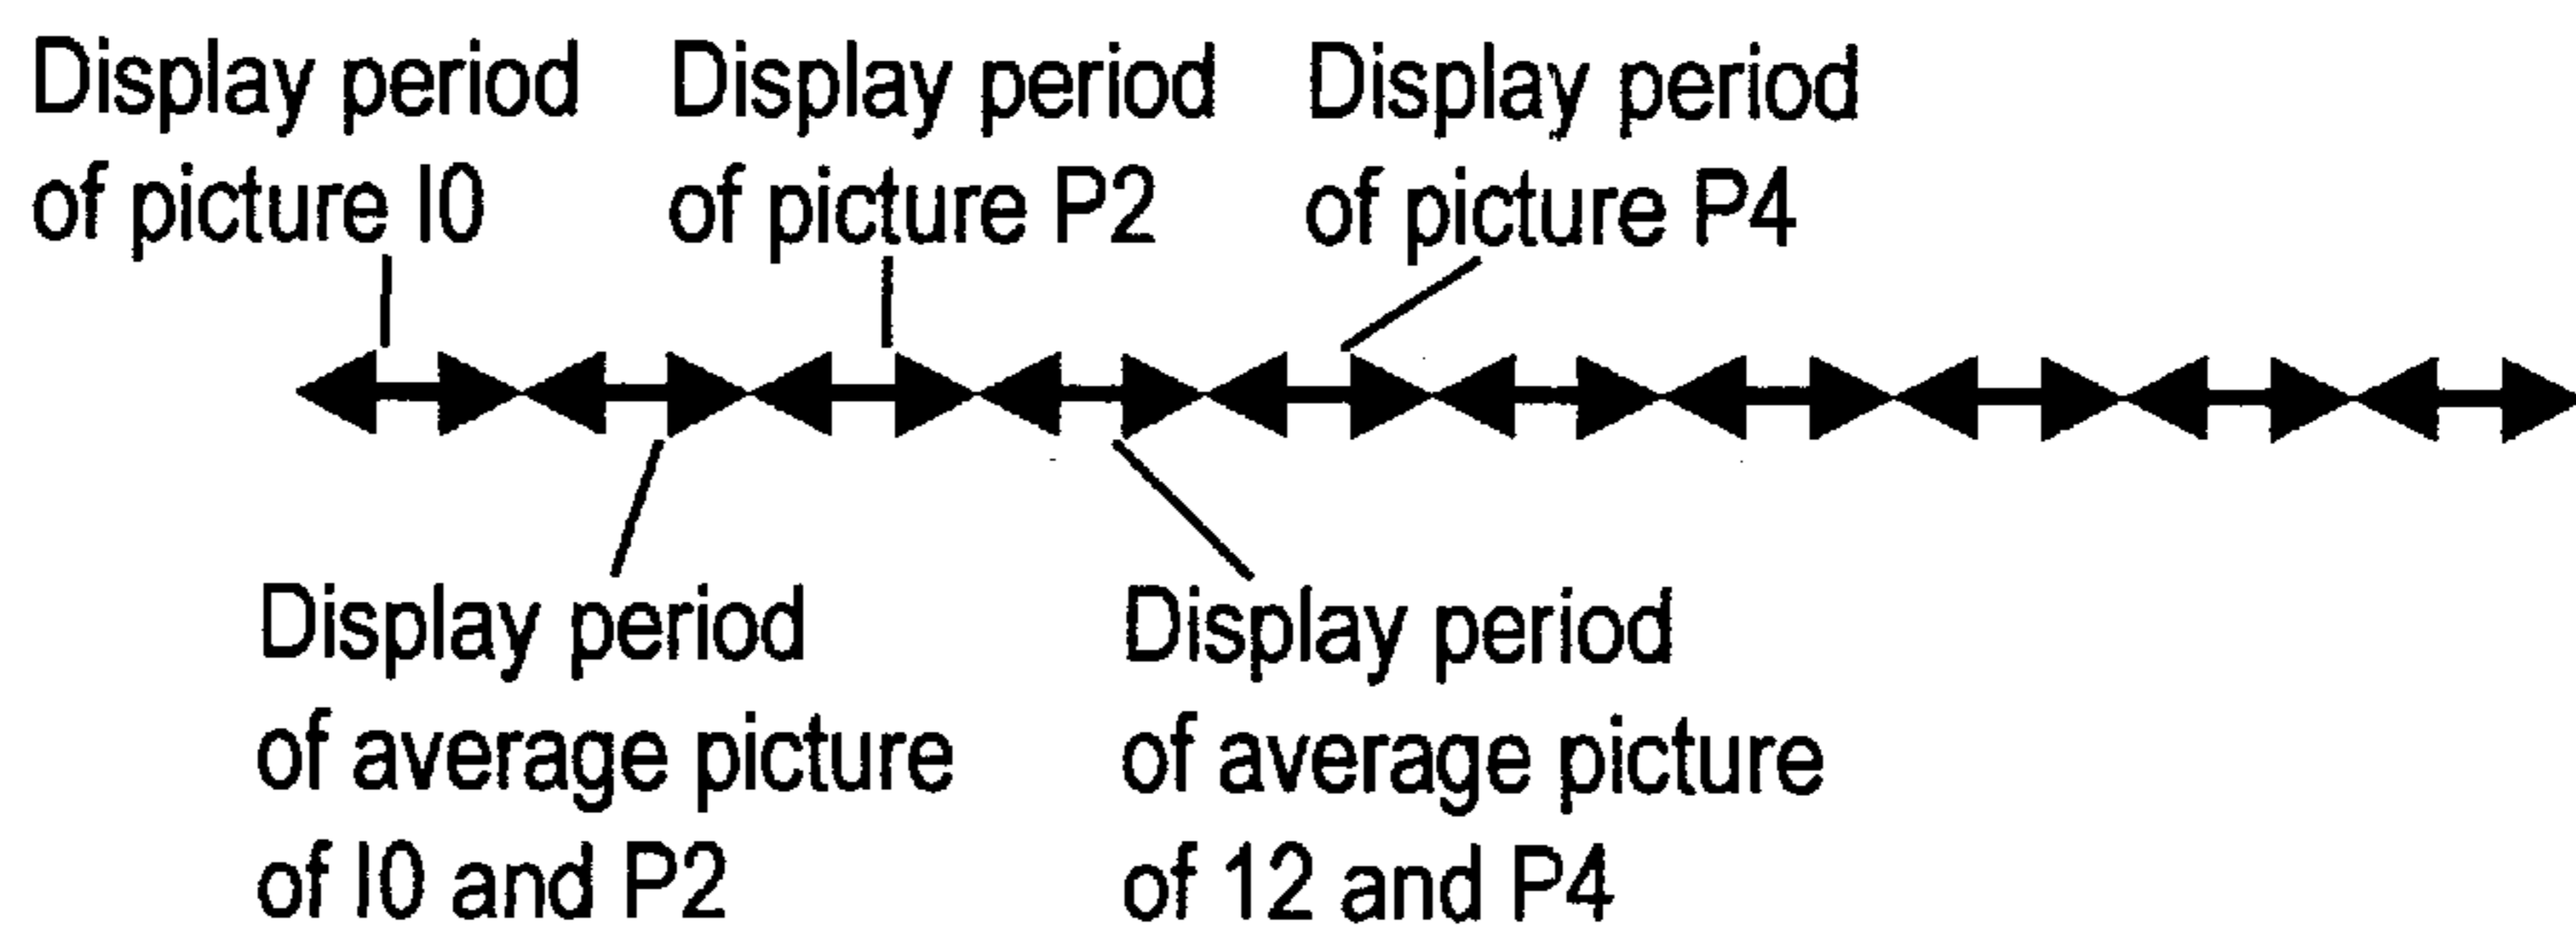 Display period
of picture I0
Display period
of picture P2
Display period
of picture P4
Display period
of average picture
of I0 and P2
Display period
of average picture
of 12 and P4